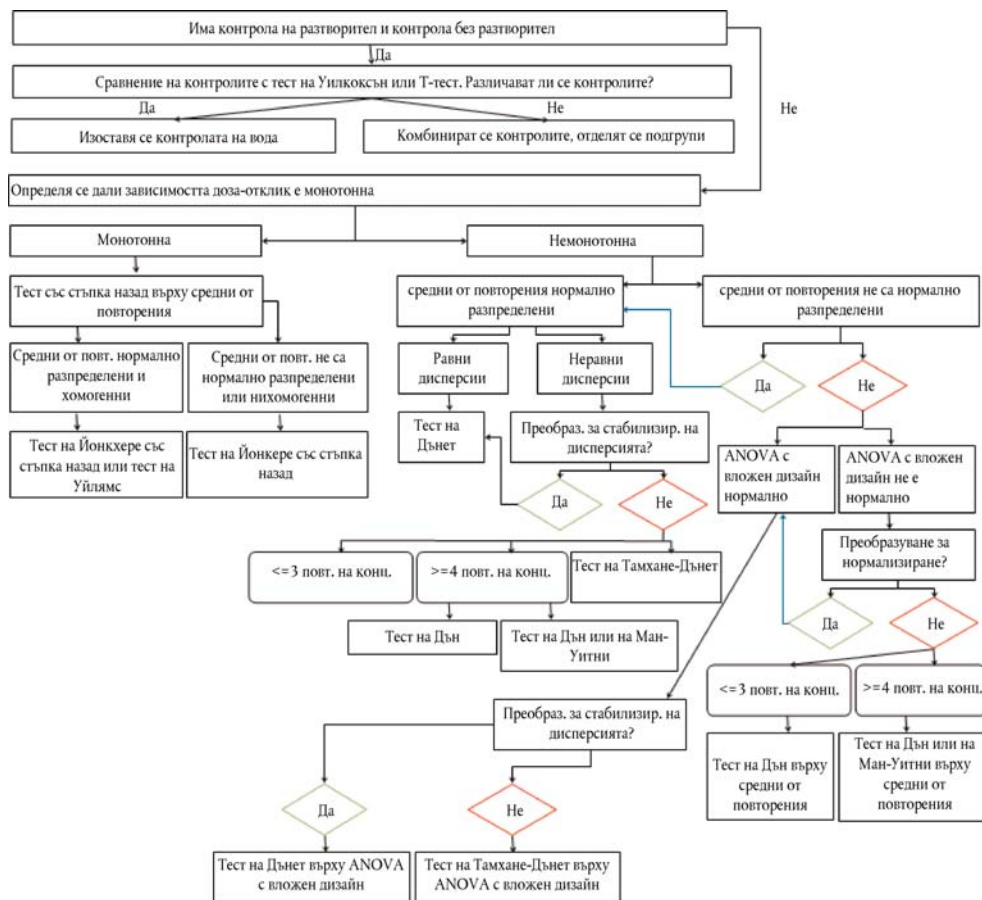 Има контрола на разтворител и контрола без разтворител
Да
Сравнение на контролите с тест на Уилкоксън или Т-тест. Различават ли се контролите?
Да
Не
Не
Изоставя се контролата на вода
Комбинират се контролите, отделят се подгрупи
Определя се дали зависимостта доза-отклик е монотонна
Монотонна
Немонотонна
Тест със стъпка назад върху средни от
повторения
средни от повторения нормално
разпределени
средни от повторения не са нормално
разпределени
Средни от повт. нормално
разпределени и
хомогенни
Средни от повт. не са
нормално разпределени
или нихомогенни
Равни
дисперсии
Неравни
дисперсии
Да
Не
Тест на Йонкхере със
стъпка назад или тест на
Уйлямс
Тест на Йонкере със стъпка
назад
Тест на
Дънет
Преобраз. за стабилизир. на
дисперсията?
ANOVA с
вложен дизайн
нормално
ANOVA с вложен
дизайн не е
нормално
Да
Не
Преобразуване за
нормализиране?
<=3 повт. на конц.
>=4 повт. на конц.
Тест на Тамхане-Дънет
Да
Не
Тест на Дън
Тест на Дън или на Ман-
Уитни
<=3 повт. на конц.
>=4 повт. на конц.
Преобраз. за стабилизир. на
дисперсията?
Тест на Дън върху
средни от
повторения
Тест на Дън или на
Ман-Уитни върху
средни от
повторения
Да
Не
Тест на Дънет върху ANOVA
с вложен дизайн
Тест на Тамхане-Дънет върху
ANOVA с вложен дизайн